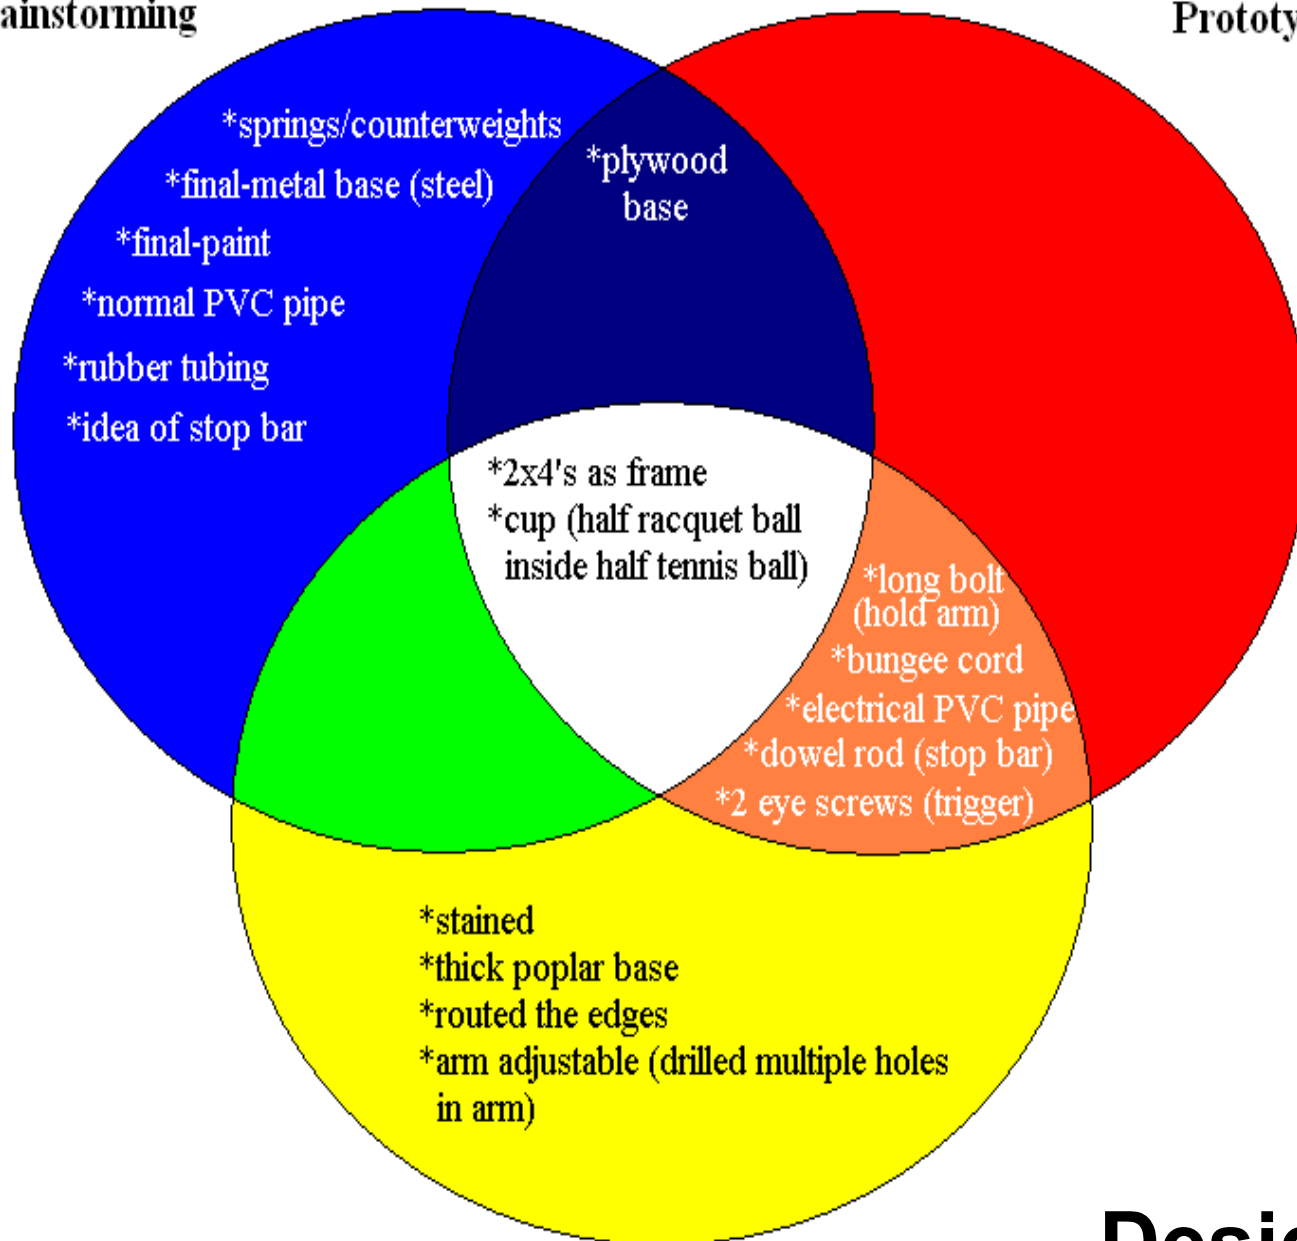 ainstorming
Prototy
*springs/counterweights
*final-metal base (steel)
*final-paint
*normal PVC pipe
*rubber tubing
*idea of stop bar
*plywood
base
*2x4's as frame
*cup (half racquet ball
inside half tennis ball)
*long bolt
(hold arm)
*bungee cord
*electrical PVC pipe
*dowel rod (stop bar)
*2 eye screws (trigger)
*stained
*thick poplar base
*routed the edges
*arm adjustable (drilled multiple holes
in arm)